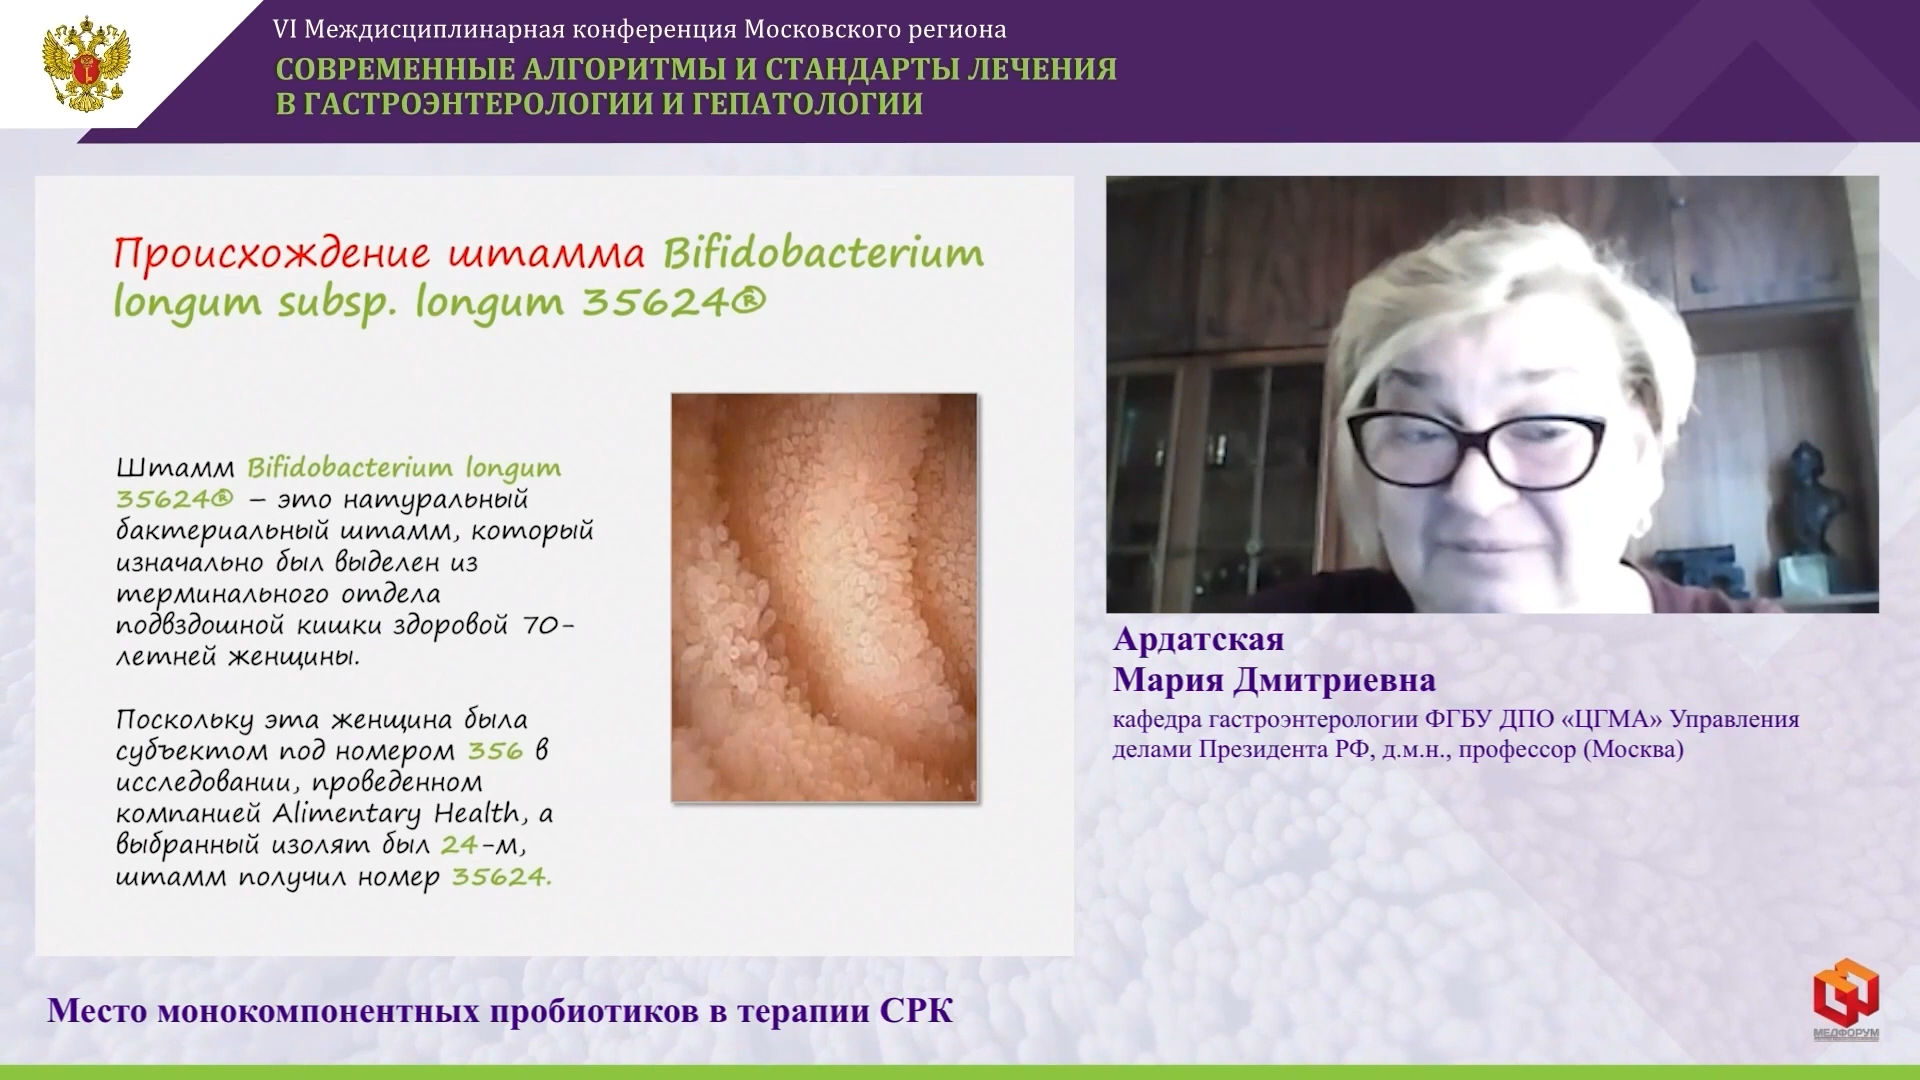 VI Междисциплинарная конференция Московского региона
СОВРЕМЕННЫЕ АЛГОРИТМЫ И СТАНДАРТЫ ЛЕЧЕНИЯ
В ГАСТРОЭНТЕРОЛОГИИ И ГЕПАТОЛОГИИ
Происхождение штамма Bifidobacterium
longum subsp. longum 35624®
Штамм Bifidobacterium longum
35624® – это натуральный
бактериальный штамм, который
изначально был выделен из
терминального отдела
подвздошной кишки здоровой 70-
летней женщины.
Поскольку эта женщина была
субъектом под номером 356 в
исследовании, проведенном
компанией Alimentary Health, а
выбранный изолят был 24-м,
штамм получил номер 35624.
Ардатская
Мария Дмитриевна
кафедра гастроэнтерологии ФГБУ ДПО «ЦГМА» Управления
делами Президента РФ, д.м.н., профессор (Москва)
Место монокомпонентных пробиотиков в терапии СРК
МЕДФОРУМ